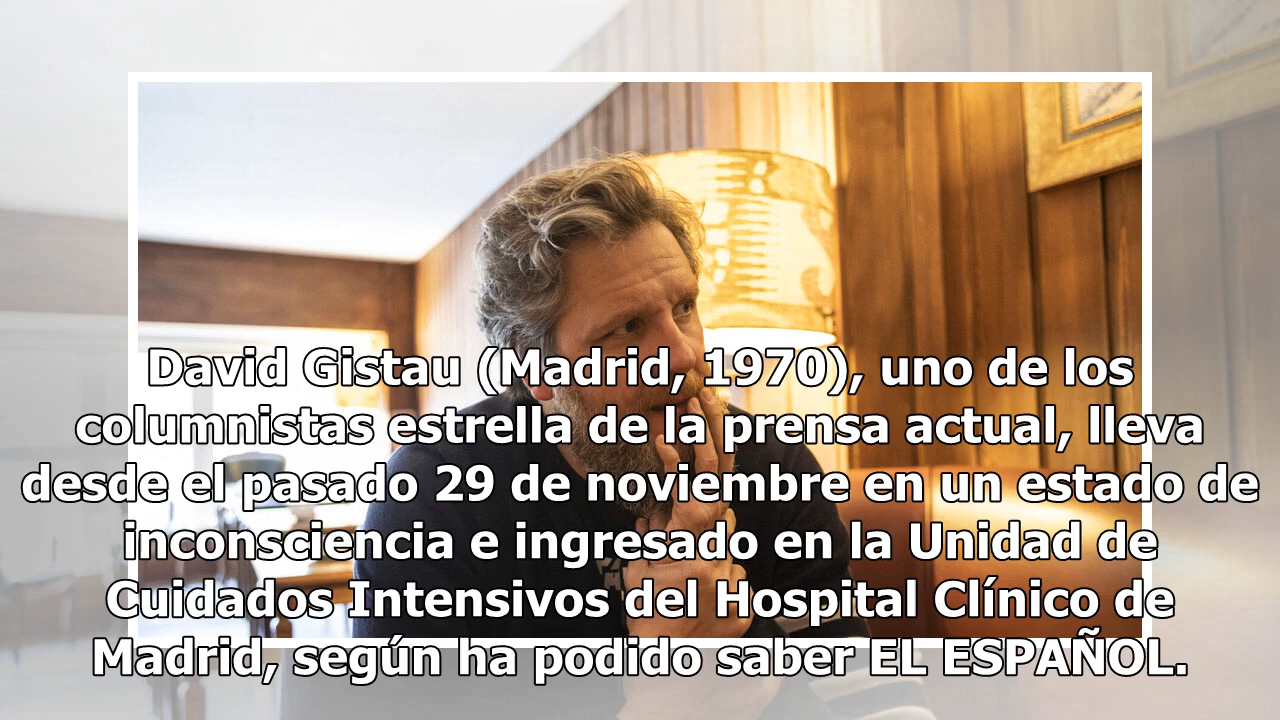 David Gistau (Madrid, 1970), uno de los
columnistas estrella de la prensa actual, lleva
desde el pasado 29 de noviembre en un estado de
inconsciencia e ingresado en la Unidad de
Cuidados Intensivos del Hospital Clínico de
Madrid, según ha podido saber EL ESPAÑOL.